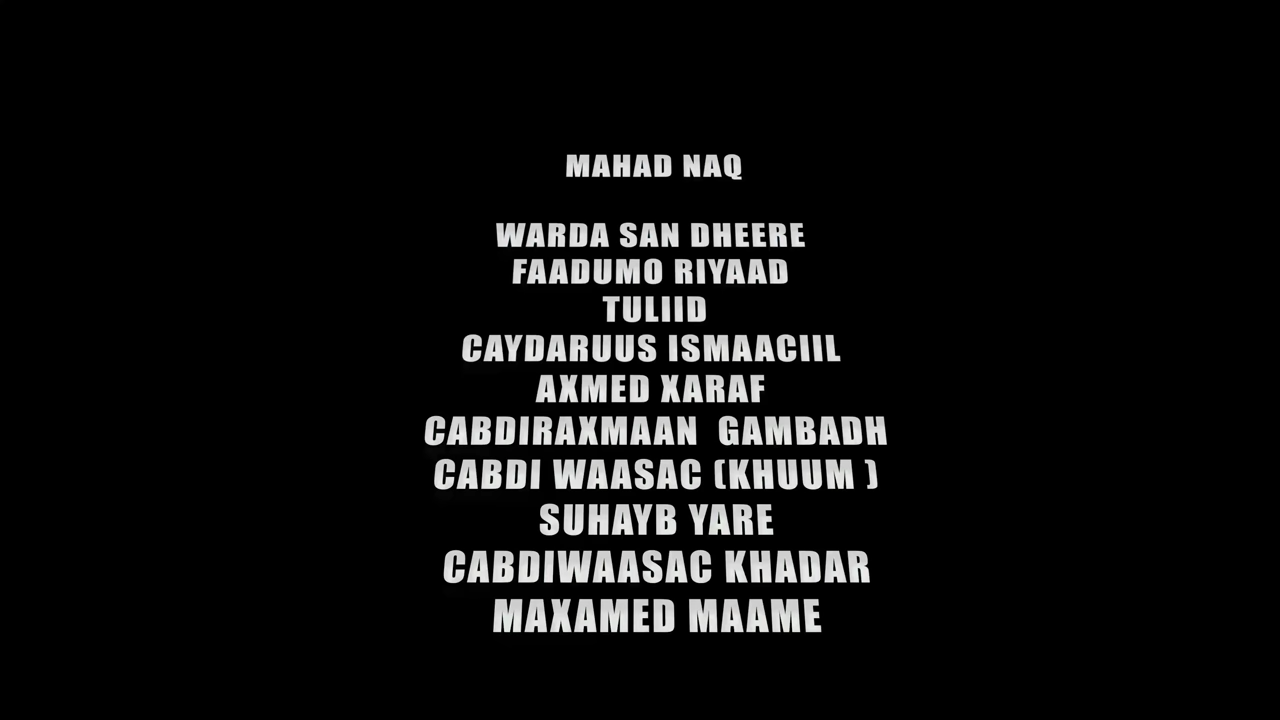 MAHAD NAQ
WARDA SAN DHEERE
FAADUMO RIYAAD
TULIID
CAYDARUUS ISMAACIIL
AXMED XARAF
CABDIRAXMAAN GAMBADH
CABDI WAASAC (KHUUM )
SUHAYB YARE
CABDIWAASAC KHADAR
MAXAMED MAAME